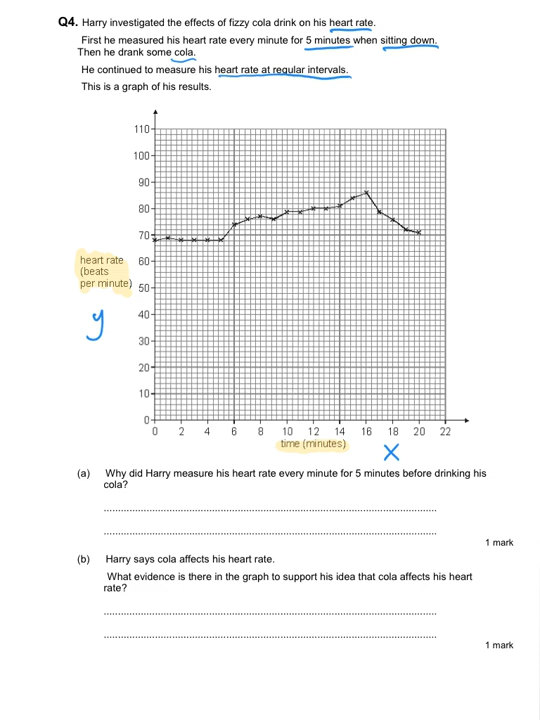 Q4. Harry investigated the effects of fizzy cola drink on his heart rate.
First he measured his heart rate every minute for 5 minutes when sitting down.
Then he drank some cola.
He continued to measure his heart rate at regular intervals.
This is a graph of his results.
110
100
90
80
70
heart rate 60
(beats
per minute) 50
y
40
30
20
10
0
0 2 4 6 8 10 12 14 16 18 20 22
time (minutes)
x
(a) Why did Harry measure his heart rate every minute for 5 minutes before drinking his
cola?
................................................................................................................
................................................................................................................
1 mark
(b) Harry says cola affects his heart rate.
What evidence is there in the graph to support his idea that cola affects his heart
rate?
................................................................................................................
................................................................................................................
1 mark